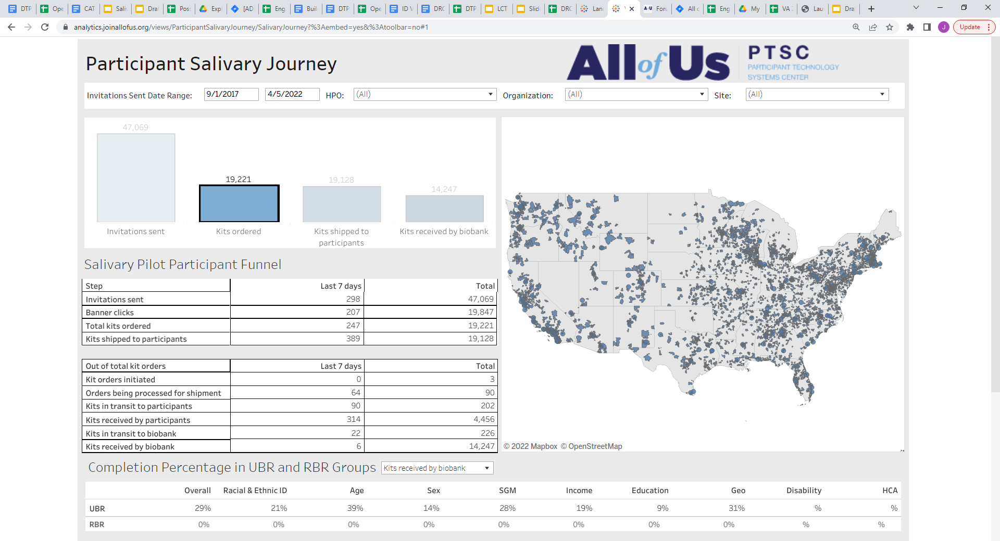 DTP Ope CAT Sali Dra Pos Expl [AD Eng Buil DTP Ope ID V DRC DTP LCT Slid DRC Lan For All c Eng My VA Lau Dra
analytics.joinallofus.org/views/ParticipantSalivaryJourney/SalivaryJourney?%3Aembed=yes&%3Atoolbar=no#1
J Update
Participant Salivary Journey
All of Us
PTSC
PARTICIPANT TECHNOLOGY
SYSTEMS CENTER
Invitations Sent Date Range: 9/1/2017 4/5/2022 HPO: (All) Organization: (All) Site: (All)
47,069
19,221
19,128
14,247
Invitations sent
Kits ordered
Kits shipped to
participants
Kits received by biobank
Salivary Pilot Participant Funnel
Step Last 7 days Total
Invitations sent 298 47,069
Banner clicks 207 19,847
Total kits ordered 247 19,221
Kits shipped to participants 389 19,128
Out of total kit orders Last 7 days Total
Kit orders initiated 0 3
Orders being processed for shipment 64 90
Kits in transit to participants 90 202
Kits received by participants 314 4,456
Kits in transit to biobank 22 226
Kits received by biobank 6 14,247
© 2022 Mapbox © OpenStreetMap
Completion Percentage in UBR and RBR Groups Kits received by biobank
Overall Racial & Ethnic ID Age Sex SGM Income Education Geo Disability HCA
UBR 29% 21% 39% 14% 28% 19% 9% 31% % %
RBR 0% 0% 0% 0% 0% 0% 0% 0% % %